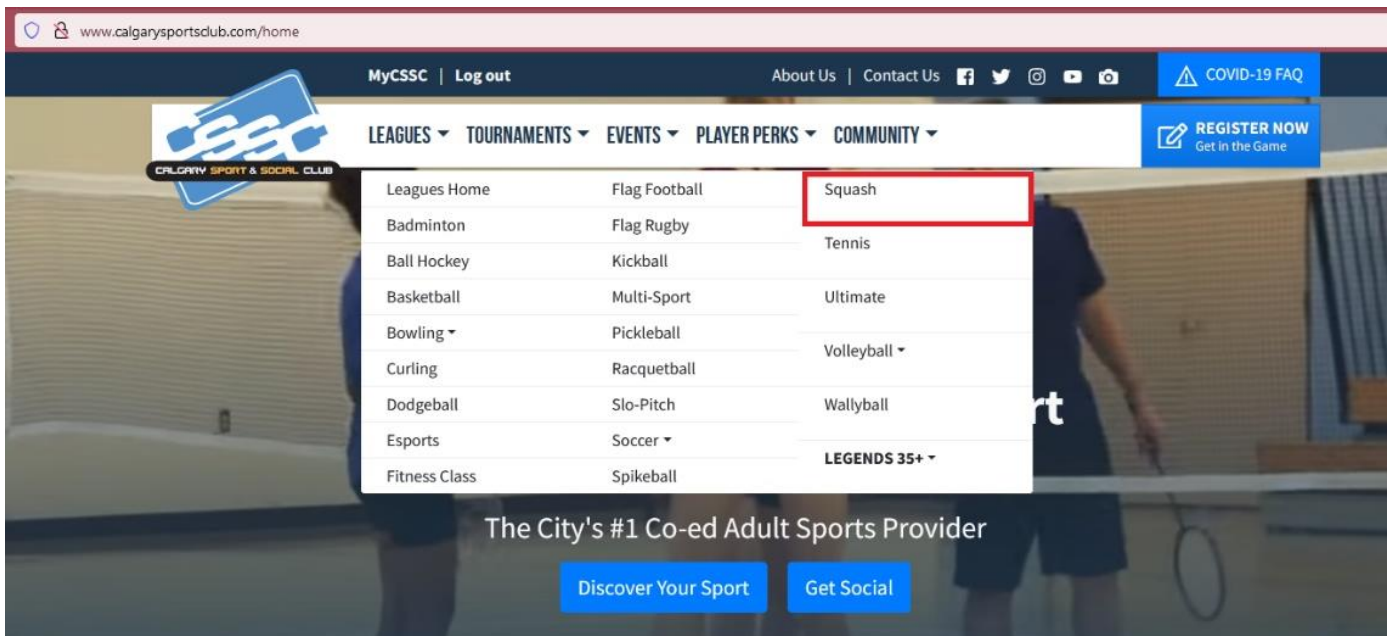 www.calgarysportsclub.com/home
MyCSSC | Log out
About Us | Contact Us
COVID-19 FAQ
CSSC
CALGARY SPORT & SOCIAL CLUB
LEAGUES
TOURNAMENTS
EVENTS
PLAYER PERKS
COMMUNITY
REGISTER NOW
Get in the Game
Leagues Home
Badminton
Ball Hockey
Basketball
Bowling
Curling
Dodgeball
Esports
Fitness Class
Flag Football
Flag Rugby
Kickball
Multi-Sport
Pickleball
Racquetball
Slo-Pitch
Soccer
Spikeball
Squash
Tennis
Ultimate
Volleyball
Wallyball
LEGENDS 35+
rt
The City's #1 Co-ed Adult Sports Provider
Discover Your Sport
Get Social